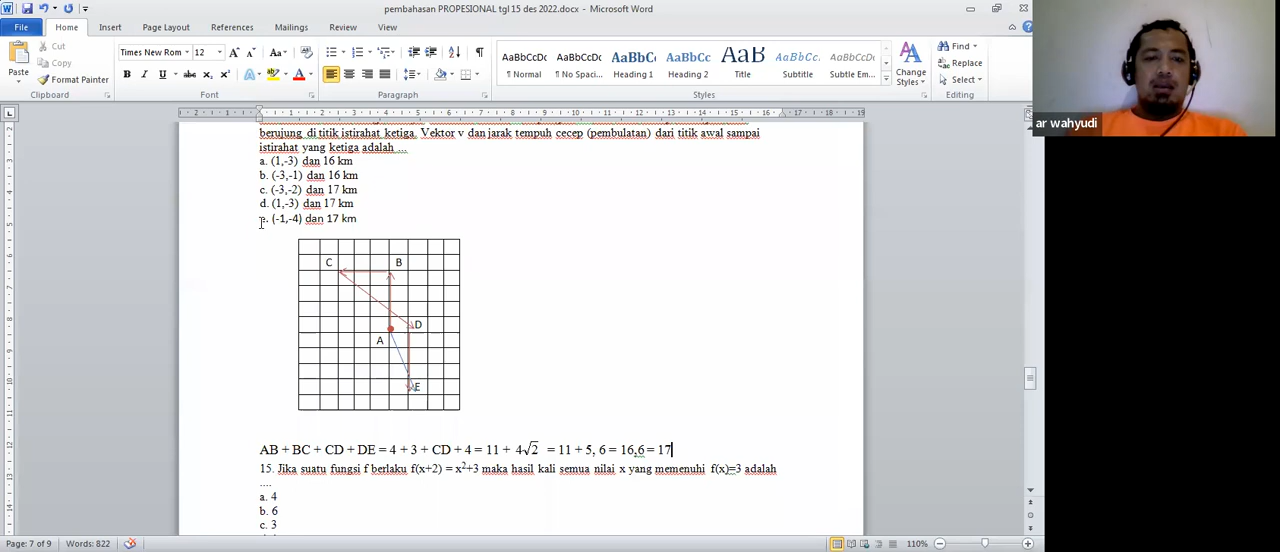 pembahasan PROPESIONAL tgl 15 des 2022.docx - Microsoft Word
File Home Insert Page Layout References Mailings Review View
Paste
Cut
Copy
Format Painter
Clipboard
Times New Rom 12
Font
Paragraph
AaBbCcDc ¶ Normal
AaBbCcDc ¶ No Spaci...
AaBbCc Heading 1
AaBbCc Heading 2
AaB Title
AaBbCc. Subtitle
AaBbCcDc Subtle Em...
Change Styles
Styles
Find
Replace
Select
Editing
ar wahyudi
berujung di titik istirahat ketiga. Vektor v dan jarak tempuh cecep (pembulatan) dari titik awal sampai
istirahat yang ketiga adalah ...
a. (1,-3) dan 16 km
b. (-3,-1) dan 16 km
c. (-3,-2) dan 17 km
d. (1,-3) dan 17 km
e. (-1,-4) dan 17 km
C B
D
A
E
AB + BC + CD + DE = 4 + 3 + CD + 4 = 11 + 4√2 = 11 + 5, 6 = 16,6 = 17
15. Jika suatu fungsi f berlaku f(x+2) = x²+3 maka hasil kali semua nilai x yang memenuhi f(x)=3 adalah
....
a. 4
b. 6
c. 3
Page: 7 of 9 Words: 822 110%